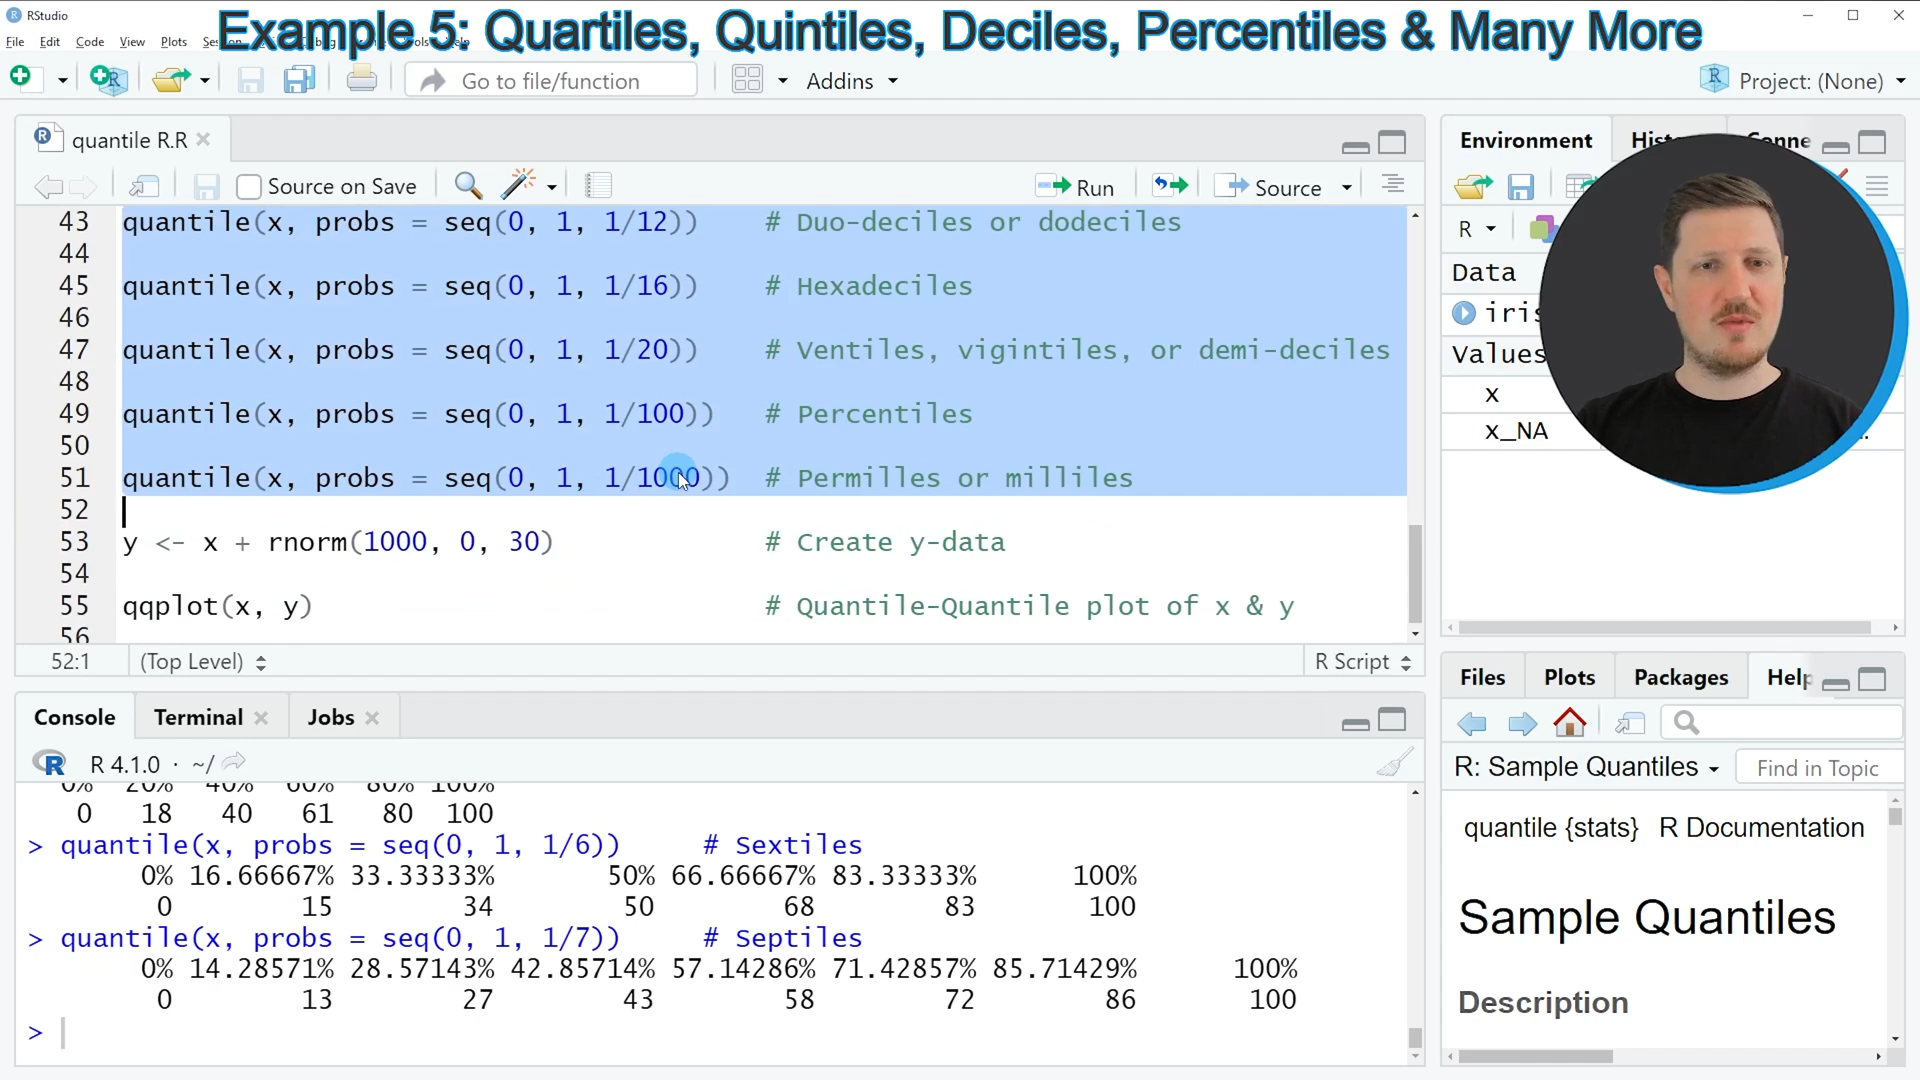 RStudio
Example 5: Quartiles, Quintiles, Deciles, Percentiles & Many More
File Edit Code View Plots
Go to file/function
Addins
Project: (None)
quantile R.R
Source on Save
Run
Source
43 quantile(x, probs = seq(0, 1, 1/12)) # Duo-deciles or dodeciles
44
45 quantile(x, probs = seq(0, 1, 1/16)) # Hexadeciles
46
47 quantile(x, probs = seq(0, 1, 1/20)) # Ventiles, vigintiles, or demi-deciles
48
49 quantile(x, probs = seq(0, 1, 1/100)) # Percentiles
50
51 quantile(x, probs = seq(0, 1, 1/1000)) # Permilles or milliles
52
53 y <- x + rnorm(1000, 0, 30) # Create y-data
54
55 qqplot(x, y) # Quantile-Quantile plot of x & y
56
52:1 (Top Level) R Script
Console Terminal Jobs
R 4.1.0 · ~/
0% 20% 40% 60% 80% 100%
0 18 40 61 80 100
> quantile(x, probs = seq(0, 1, 1/6)) # Sextiles
0% 16.66667% 33.33333% 50% 66.66667% 83.33333% 100%
0 15 34 50 68 83 100
> quantile(x, probs = seq(0, 1, 1/7)) # Septiles
0% 14.28571% 28.57143% 42.85714% 57.14286% 71.42857% 85.71429% 100%
0 13 27 43 58 72 86 100
>
Environment Hist Conne
R
Data
iris
Values
x
x_NA
Files Plots Packages Help
R: Sample Quantiles Find in Topic
quantile {stats} R Documentation
Sample Quantiles
Description